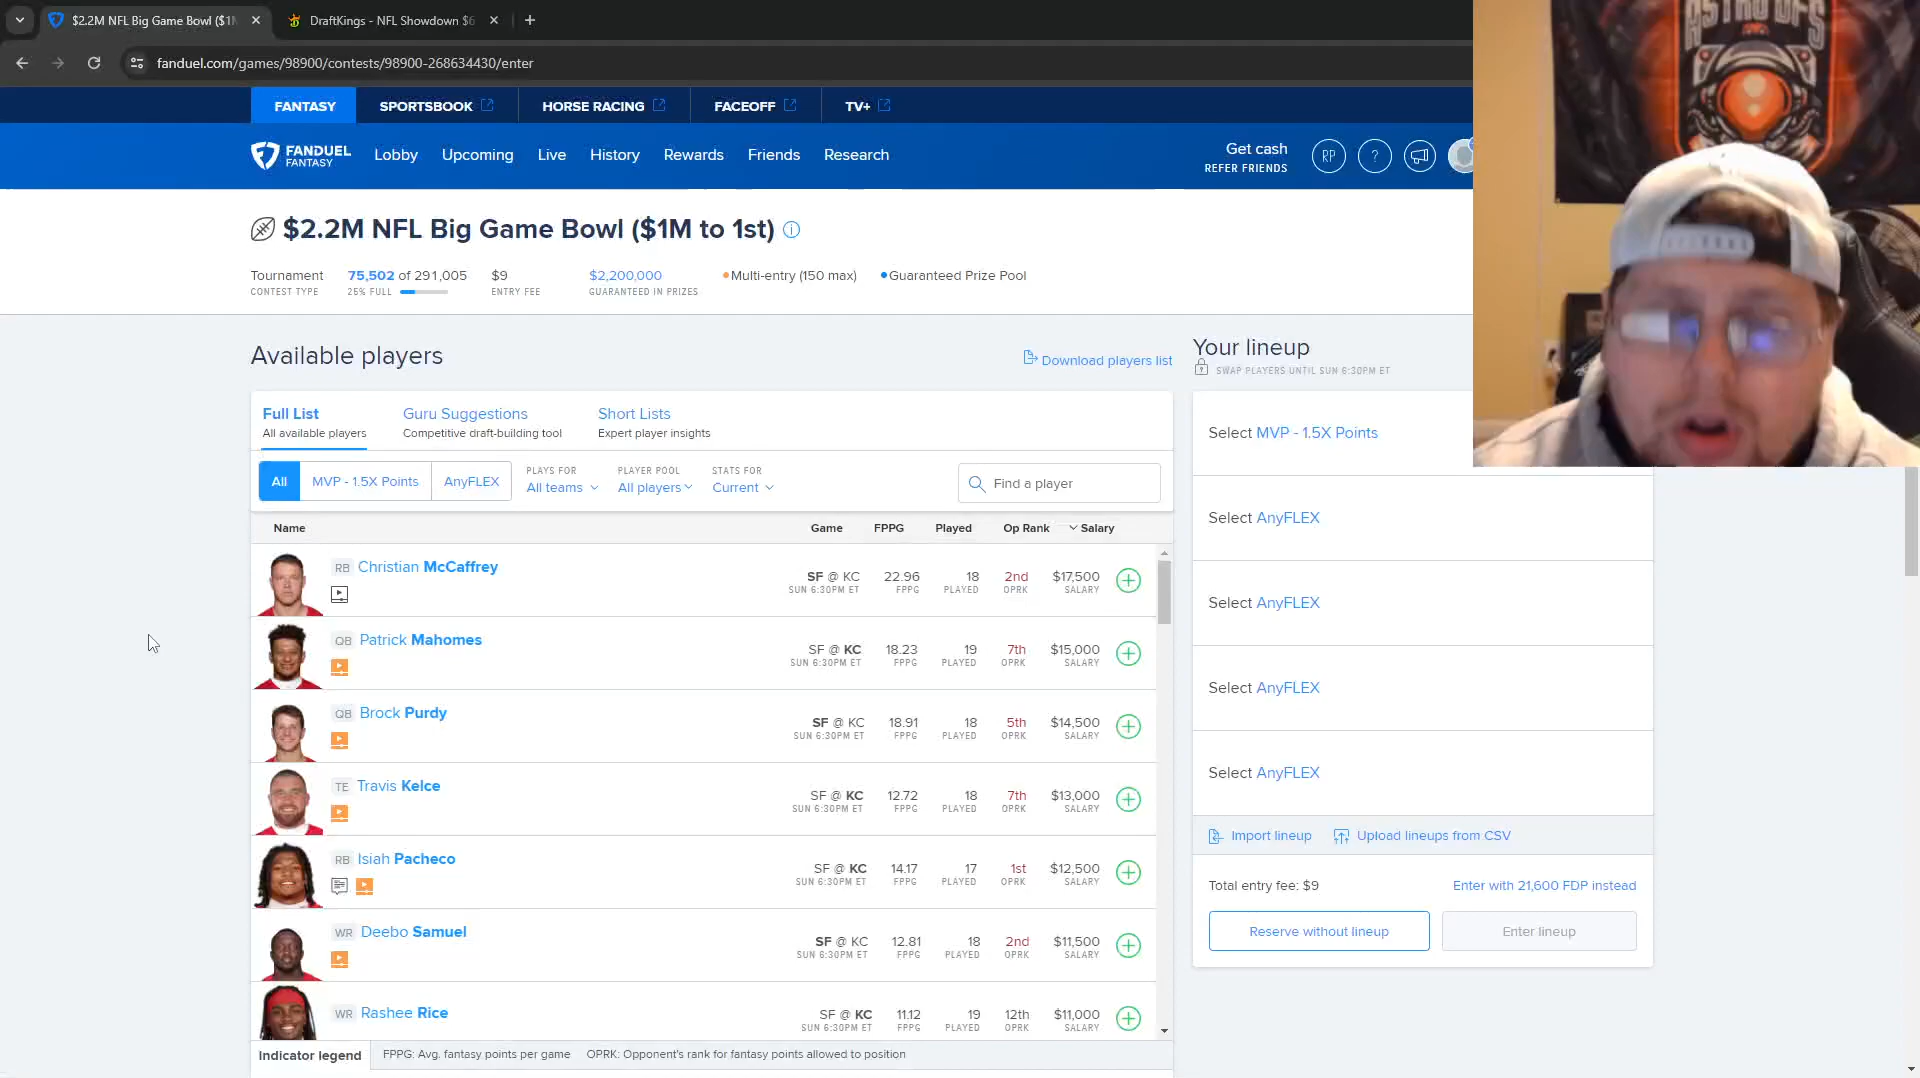 $2.2M NFL Big Game Bowl ($1M
DraftKings - NFL Showdown $6
fanduel.com/games/98900/contests/98900-268634430/enter
FANTASY
SPORTSBOOK
HORSE RACING
FACEOFF
TV+
FANDUEL
FANTASY
Lobby
Upcoming
Live
History
Rewards
Friends
Research
Get cash
REFER FRIENDS
RP
?
ASTRO DFS
$2.2M NFL Big Game Bowl ($1M to 1st)
Tournament
CONTEST TYPE
75,502 of 291,005
25% FULL
$9
ENTRY FEE
$2,200,000
GUARANTEED IN PRIZES
Multi-entry (150 max)
Guaranteed Prize Pool
Available players
Download players list
Full List
All available players
Guru Suggestions
Competitive draft-building tool
Short Lists
Expert player insights
All
MVP - 1.5X Points
AnyFLEX
PLAYS FOR
All teams
PLAYER POOL
All players
STATS FOR
Current
Find a player
Name Game FPPG Played Op Rank Salary
RB Christian McCaffrey SF @ KC 22.96 18 2nd $17,500
SUN 6:30PM ET FPPG PLAYED OPRK SALARY
QB Patrick Mahomes SF @ KC 18.23 19 7th $15,000
SUN 6:30PM ET FPPG PLAYED OPRK SALARY
QB Brock Purdy SF @ KC 18.91 18 5th $14,500
SUN 6:30PM ET FPPG PLAYED OPRK SALARY
TE Travis Kelce SF @ KC 12.72 18 7th $13,000
SUN 6:30PM ET FPPG PLAYED OPRK SALARY
RB Isiah Pacheco SF @ KC 14.17 17 1st $12,500
SUN 6:30PM ET FPPG PLAYED OPRK SALARY
WR Deebo Samuel SF @ KC 12.81 18 2nd $11,500
SUN 6:30PM ET FPPG PLAYED OPRK SALARY
WR Rashee Rice SF @ KC 11.12 19 12th $11,000
SUN 6:30PM ET FPPG PLAYED OPRK SALARY
Indicator legend
FPPG: Avg. fantasy points per game
OPRK: Opponent's rank for fantasy points allowed to position
Your lineup
SWAP PLAYERS UNTIL SUN 6:30PM ET
Select MVP - 1.5X Points
Select AnyFLEX
Select AnyFLEX
Select AnyFLEX
Select AnyFLEX
Import lineup
Upload lineups from CSV
Total entry fee: $9
Enter with 21,600 FDP instead
Reserve without lineup
Enter lineup